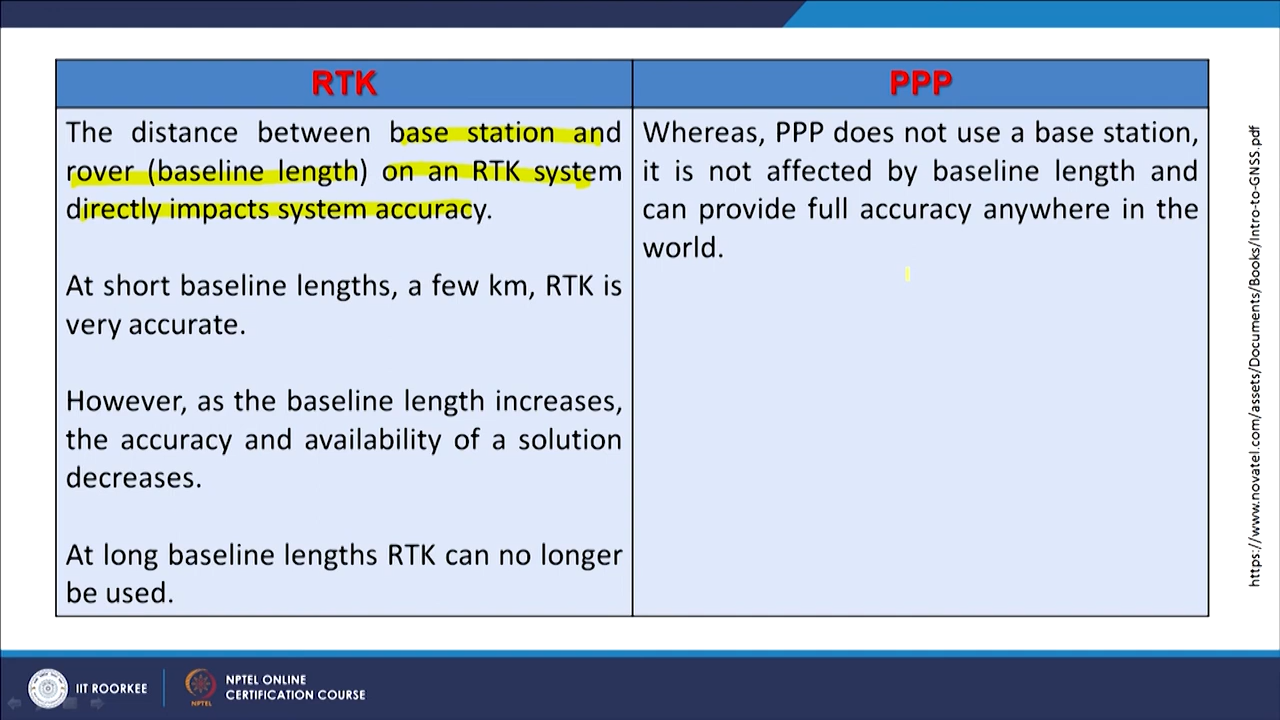 RTK
The distance between base station and
rover (baseline length) on an RTK system
directly impacts system accuracy.
At short baseline lengths, a few km, RTK is
very accurate.
However, as the baseline length increases,
the accuracy and availability of a solution
decreases.
At long baseline lengths RTK can no longer
be used.
PPP
Whereas, PPP does not use a base station,
it is not affected by baseline length and
can provide full accuracy anywhere in the
world.
https://www.novatel.com/assets/Documents/Books/Intro-to-GNSS.pdf
IIT ROORKEE
NPTEL
NPTEL ONLINE
CERTIFICATION COURSE